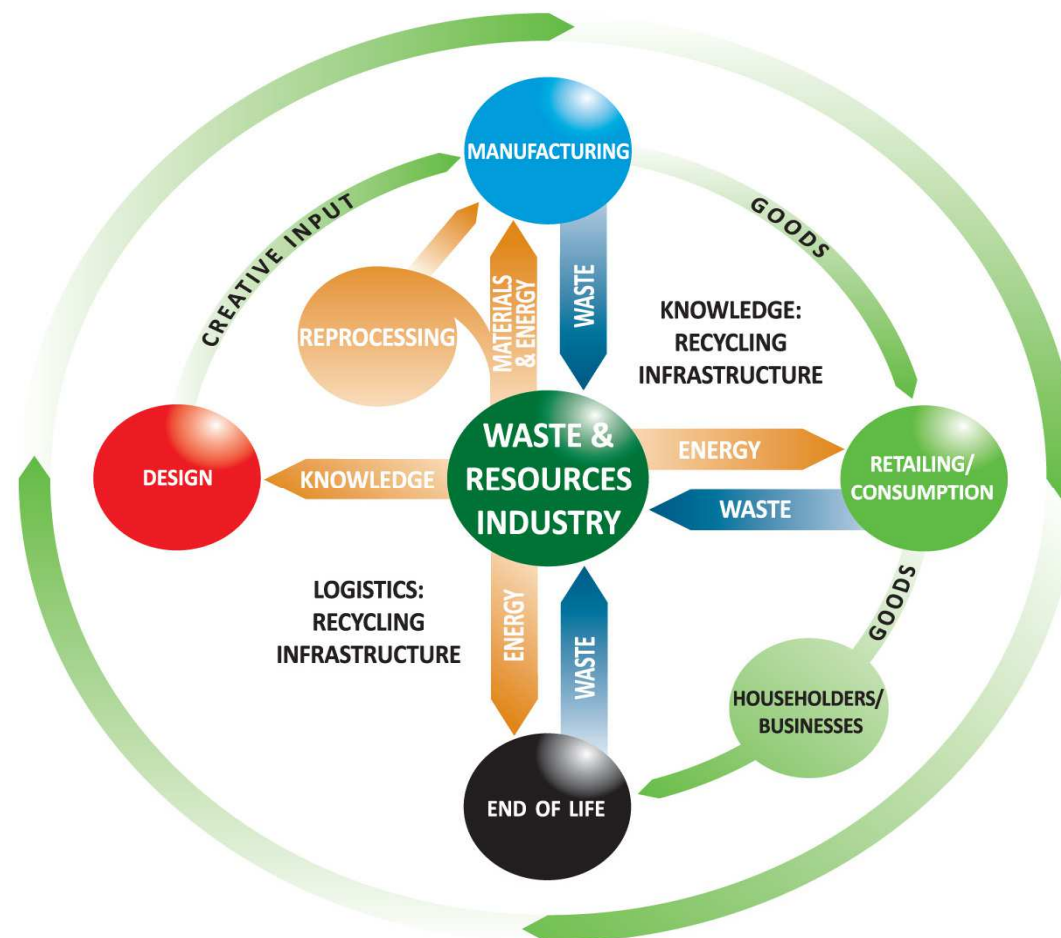 MANUFACTURING
CREATIVE INPUT
GOODS
REPROCESSING
MATERIALS
& ENERGY
WASTE
KNOWLEDGE:
RECYCLING
INFRASTRUCTURE
DESIGN
KNOWLEDGE
WASTE &
RESOURCES
INDUSTRY
ENERGY
WASTE
RETAILING/
CONSUMPTION
LOGISTICS:
RECYCLING
INFRASTRUCTURE
ENERGY
WASTE
GOODS
HOUSEHOLDERS/
BUSINESSES
END OF LIFE